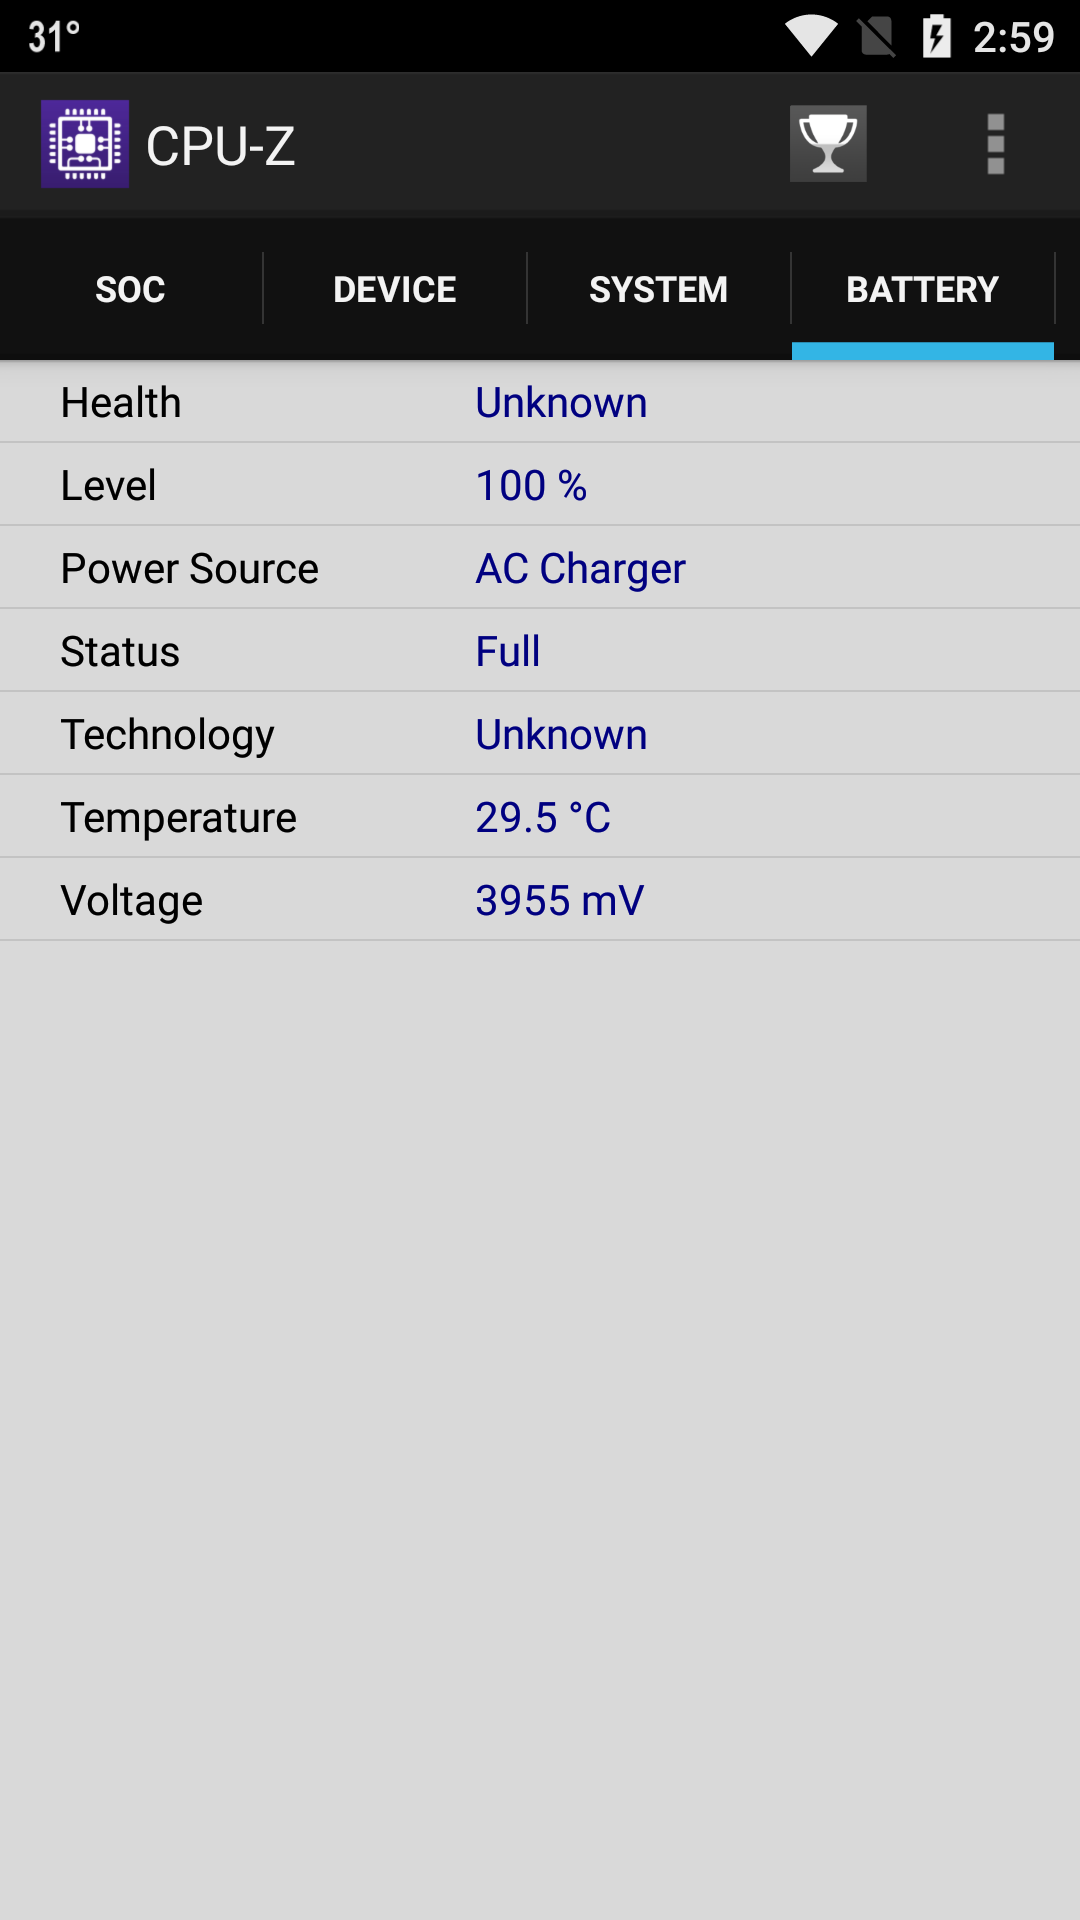 31° 2:59
CPU-Z
SOC DEVICE SYSTEM BATTERY
Health Unknown
Level 100 %
Power Source AC Charger
Status Full
Technology Unknown
Temperature 29.5 °C
Voltage 3955 mV